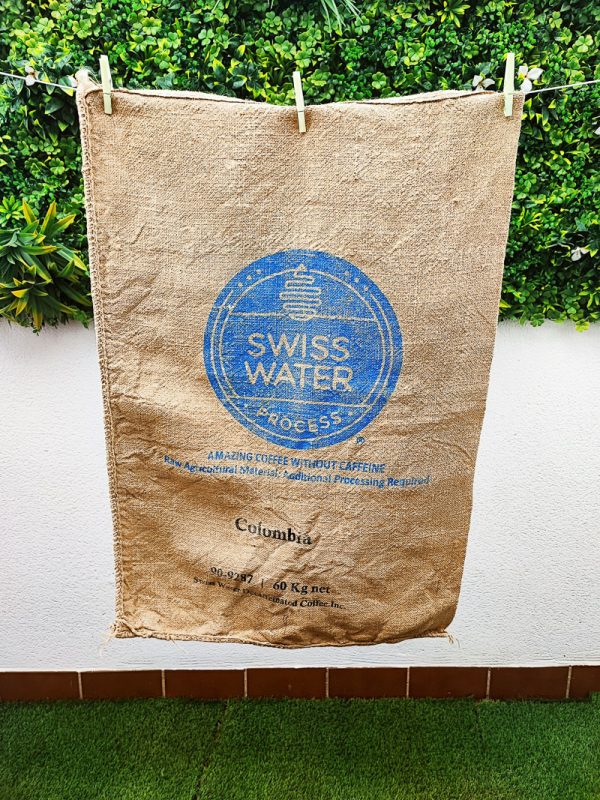 SWISS
WATER
PROCESS
®
AMAZING COFFEE WITHOUT CAFFEINE
Raw Agricultural Material: Additional Processing Required
Colombia
90-9287 | 60 Kg net
Swiss Water Decaffeinated Coffee Inc.